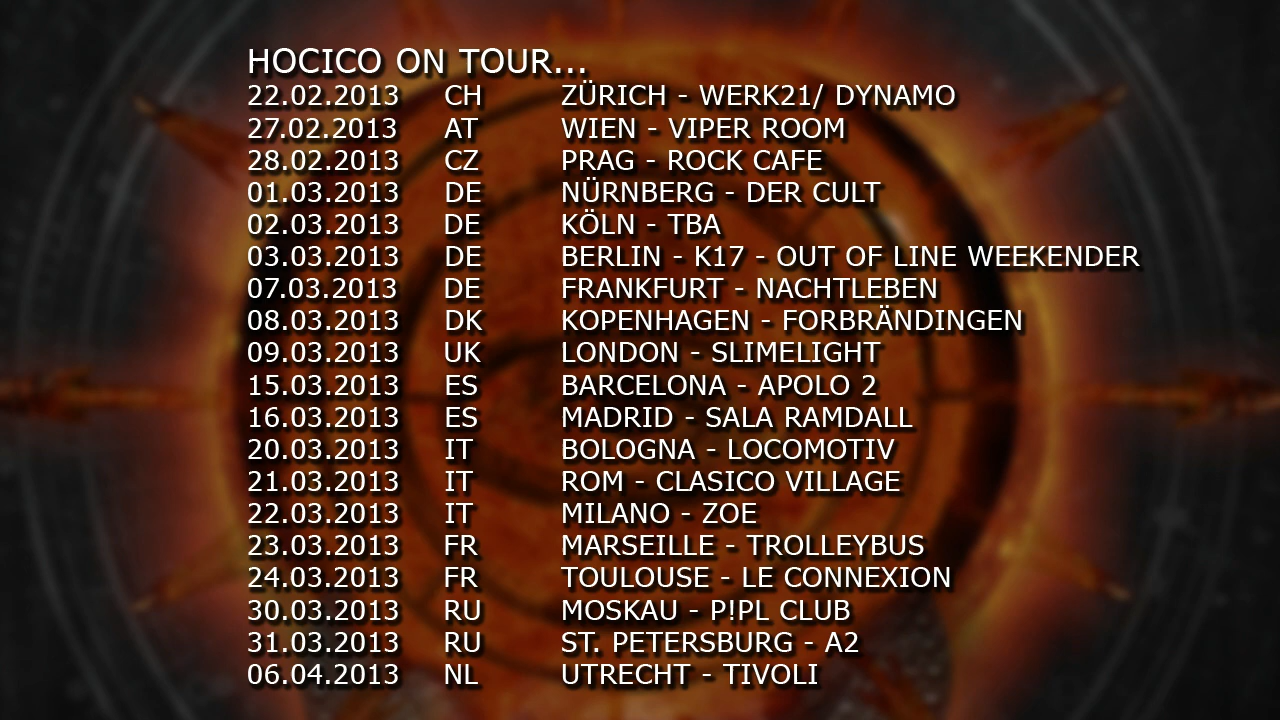 HOCICO ON TOUR...
22.02.2013 CH ZÜRICH - WERK21/ DYNAMO
27.02.2013 AT WIEN - VIPER ROOM
28.02.2013 CZ PRAG - ROCK CAFE
01.03.2013 DE NÜRNBERG - DER CULT
02.03.2013 DE KÖLN - TBA
03.03.2013 DE BERLIN - K17 - OUT OF LINE WEEKENDER
07.03.2013 DE FRANKFURT - NACHTLEBEN
08.03.2013 DK KOPENHAGEN - FORBRÄNDINGEN
09.03.2013 UK LONDON - SLIMELIGHT
15.03.2013 ES BARCELONA - APOLO 2
16.03.2013 ES MADRID - SALA RAMDALL
20.03.2013 IT BOLOGNA - LOCOMOTIV
21.03.2013 IT ROM - CLASICO VILLAGE
22.03.2013 IT MILANO - ZOE
23.03.2013 FR MARSEILLE - TROLLEYBUS
24.03.2013 FR TOULOUSE - LE CONNEXION
30.03.2013 RU MOSKAU - P!PL CLUB
31.03.2013 RU ST. PETERSBURG - A2
06.04.2013 NL UTRECHT - TIVOLI